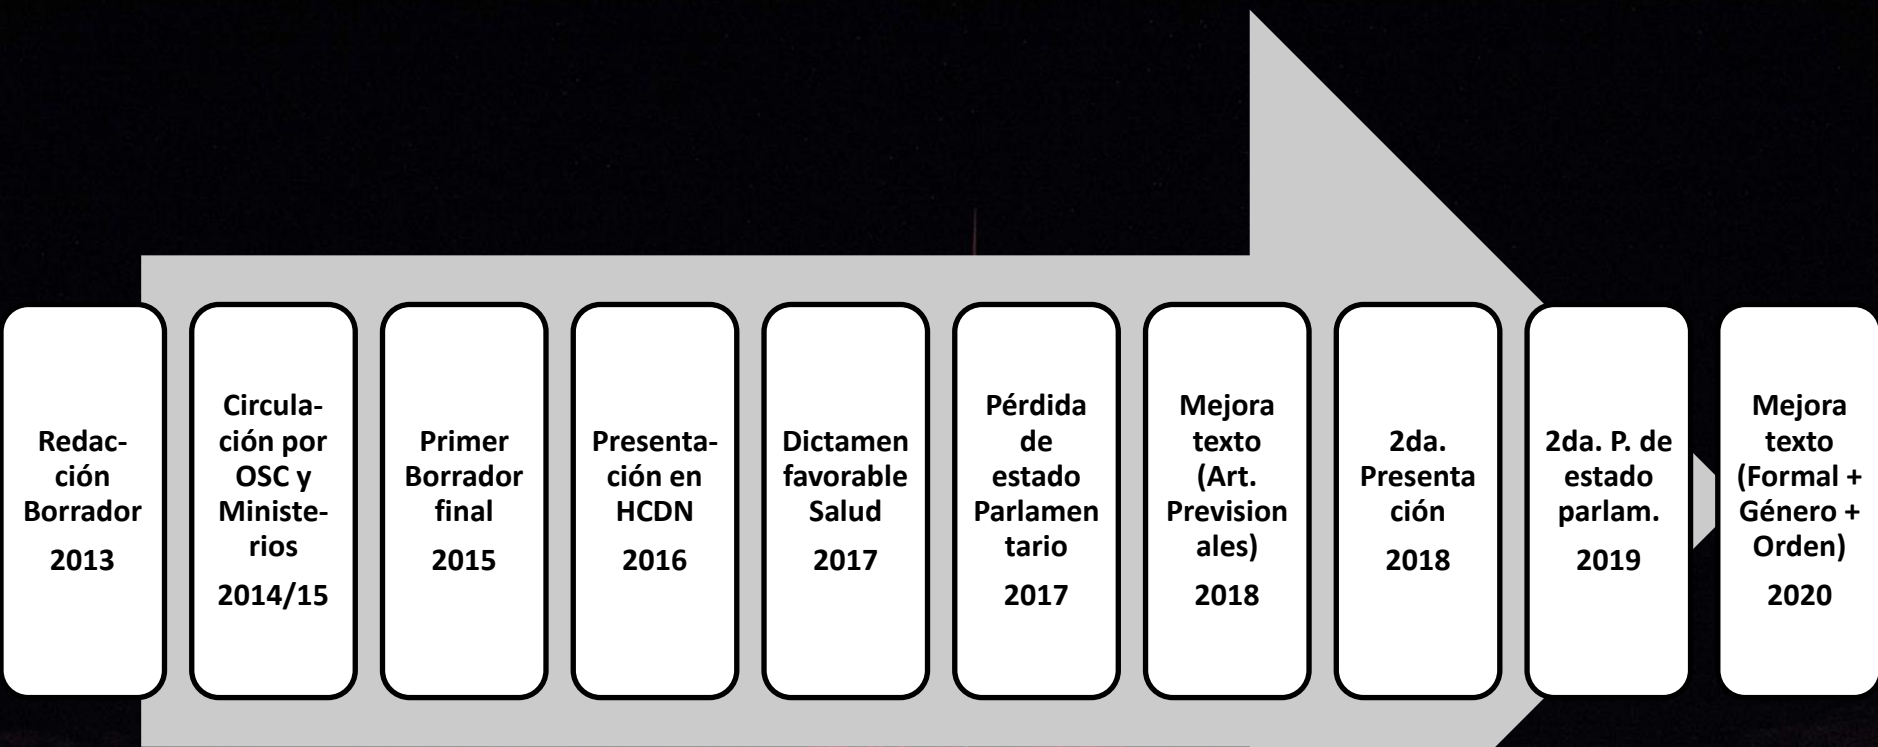 Redac-
ción
Borrador
2013
Circula-
ción por
OSC y
Ministe-
rios
2014/15
Primer
Borrador
final
2015
Presenta-
ción en
HCDN
2016
Dictamen
favorable
Salud
2017
Pérdida
de
estado
Parlamen
tario
2017
Mejora
texto
(Art.
Prevision
ales)
2018
2da.
Presenta
ción
2018
2da. P. de
estado
parlam.
2019
Mejora
texto
(Formal +
Género +
Orden)
2020